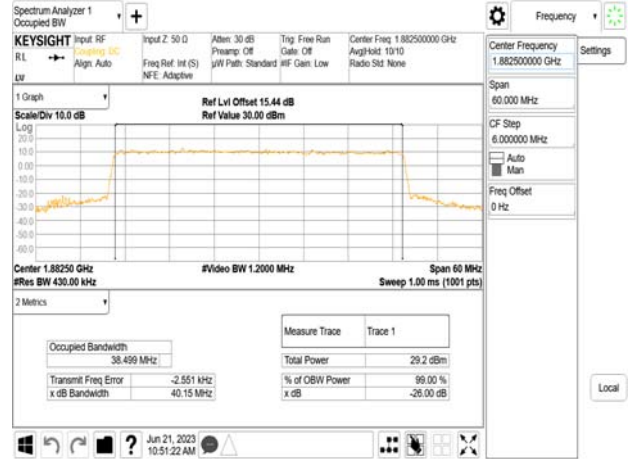 Spectrum Analyzer 1
Occupied BW
Frequency
KEYSIGHT
Input: RF
Input Z: 50 Ω
Atten: 30 dB
Trig: Free Run
Center Freq: 1.882500000 GHz
RL
Coupling: DC
Preamp: Off
Gate: Off
Avg|Hold: 10/10
Align: Auto
Freq Ref: Int (S)
µW Path: Standard
#IF Gain: Low
Radio Std: None
NFE: Adaptive
Center Frequency
1.882500000 GHz
Settings
Span
60.000 MHz
CF Step
6.000000 MHz
Auto
Man
Freq Offset
0 Hz
Local
1 Graph
Ref Lvl Offset 15.44 dB
Scale/Div 10.0 dB
Ref Value 30.00 dBm
Log
20.0
10.0
0.00
-10.0
-20.0
-30.0
-40.0
-50.0
-60.0
Center 1.88250 GHz
#Video BW 1.2000 MHz
Span 60 MHz
#Res BW 430.00 kHz
Sweep 1.00 ms (1001 pts)
2 Metrics
Measure Trace
Trace 1
Occupied Bandwidth
38.499 MHz
Total Power
29.2 dBm
Transmit Freq Error
-2.551 kHz
% of OBW Power
99.00 %
x dB Bandwidth
40.15 MHz
x dB
-26.00 dB
?
Jun 21, 2023
10:51:22 AM